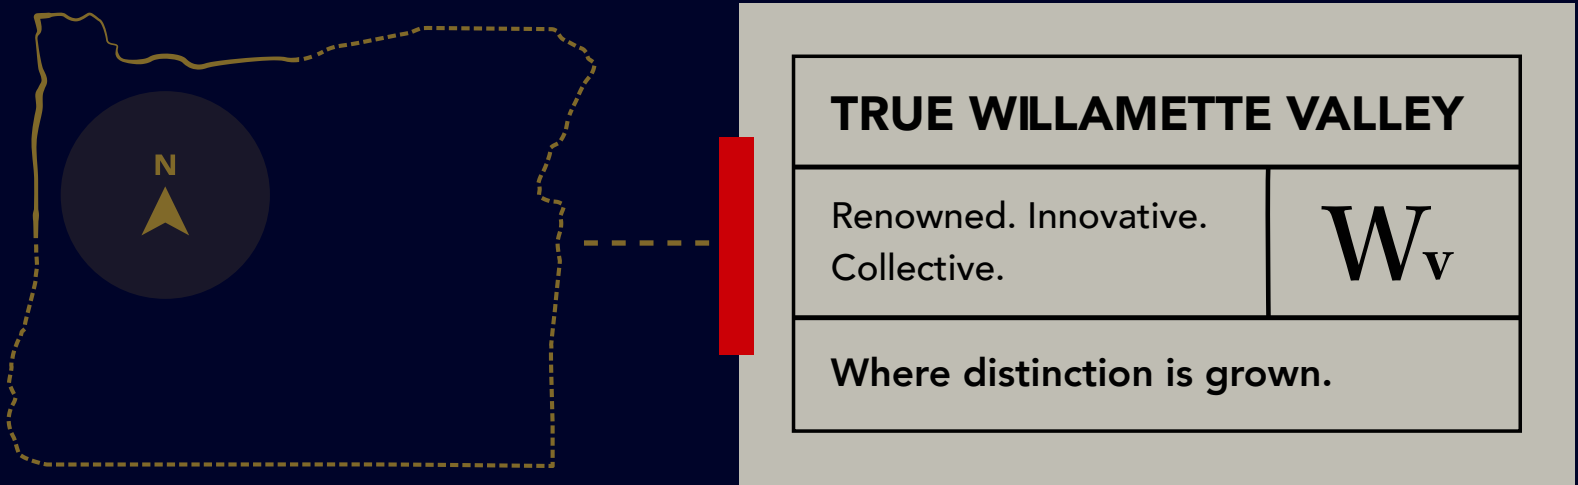 N
TRUE WILLAMETTE VALLEY
Renowned. Innovative.
Collective.
Wv
Where distinction is grown.